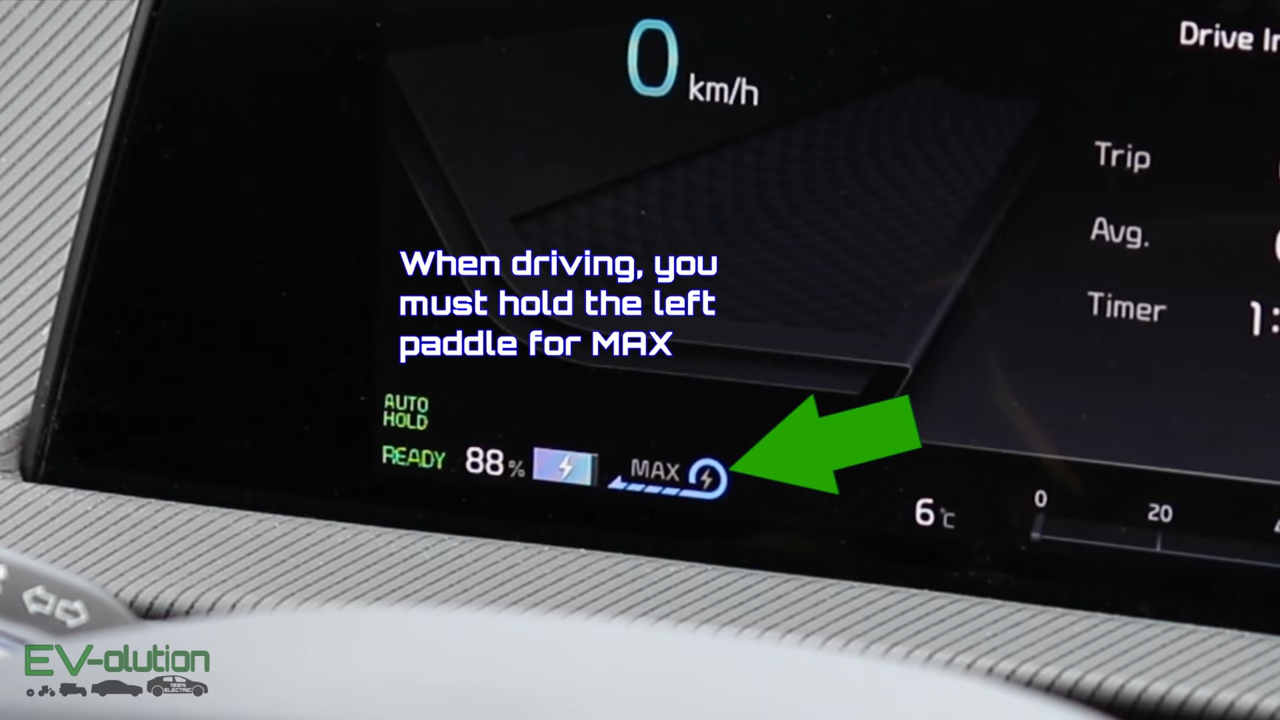 0 km/h
Drive
Trip
Avg.
Timer
When driving, you
must hold the left
paddle for MAX
AUTO
HOLD
READY 88% MAX
6°C
0 20
EV-olution
100%
ELECTRIC